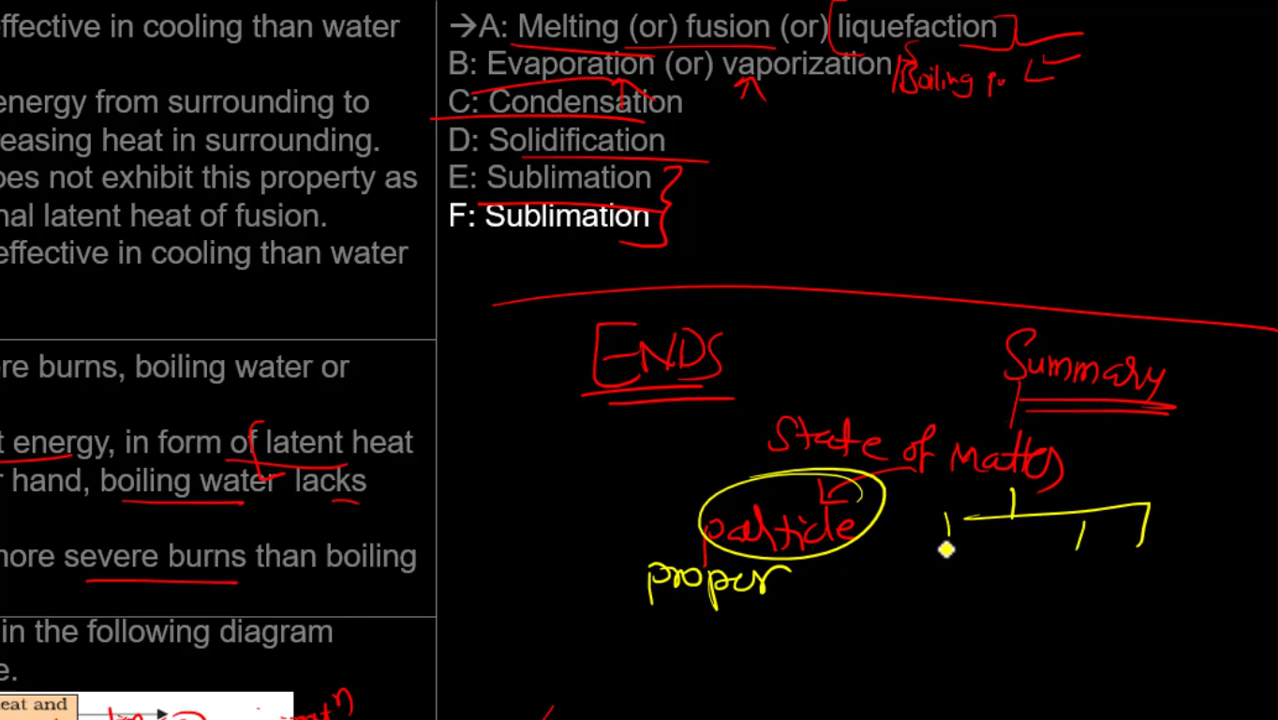 effective in cooling than water
energy from surrounding to
reasing heat in surrounding.
oes not exhibit this property as
nal latent heat of fusion.
effective in cooling than water
re burns, boiling water or
t energy, in form of latent heat
r hand, boiling water lacks
more severe burns than boiling
in the following diagram
e.
eat and
→A: Melting (or) fusion (or) liquefaction
B: Evaporation (or) vaporization
Boiling
C: Condensation
D: Solidification
E: Sublimation
F: Sublimation
ENDS
Summary
State of Matter
particle
proper